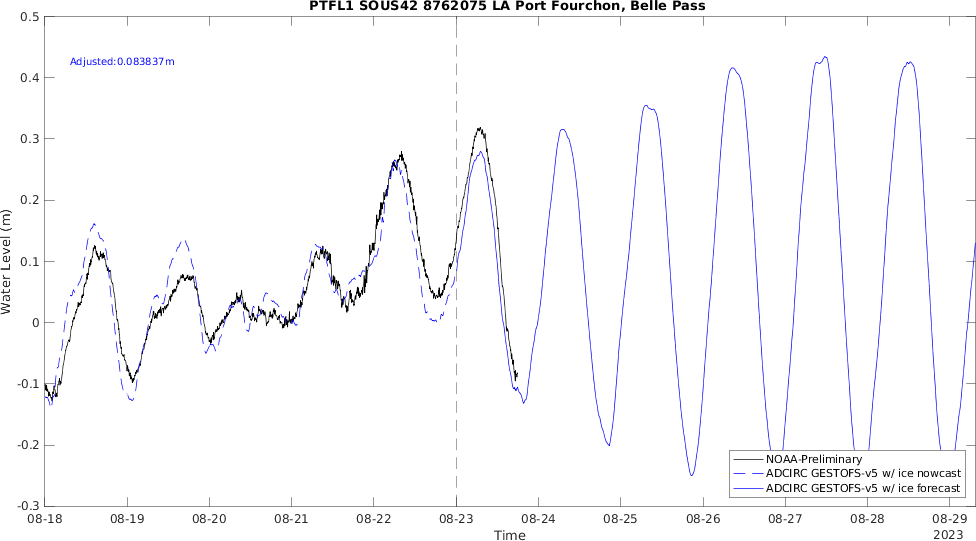 PTFL1 SOUS42 8762075 LA Port Fourchon, Belle Pass
0.5
Adjusted:0.083837m
0.4
0.3
0.2
0.1
0
-0.1
-0.2
-0.3
Water Level (m)
NOAA-Preliminary
ADCIRC GESTOFS-v5 w/ ice nowcast
ADCIRC GESTOFS-v5 w/ ice forecast
08-18 08-19 08-20 08-21 08-22 08-23 08-24 08-25 08-26 08-27 08-28 08-29
Time 2023